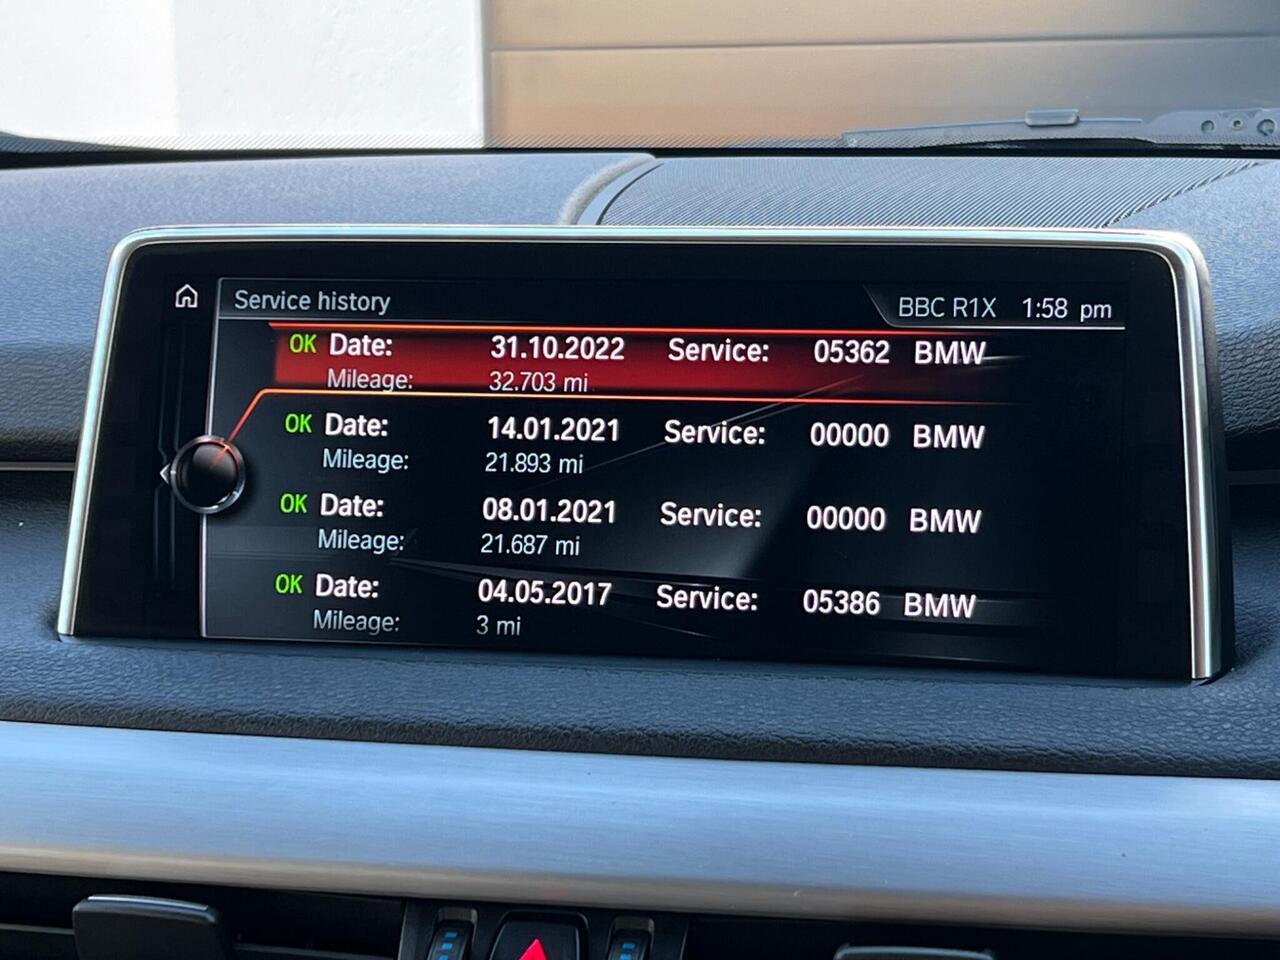 Service history BBC R1X 1:58 pm
OK Date: 31.10.2022 Service: 05362 BMW
Mileage: 32.703 mi
OK Date: 14.01.2021 Service: 00000 BMW
Mileage: 21.893 mi
OK Date: 08.01.2021 Service: 00000 BMW
Mileage: 21.687 mi
OK Date: 04.05.2017 Service: 05386 BMW
Mileage: 3 mi